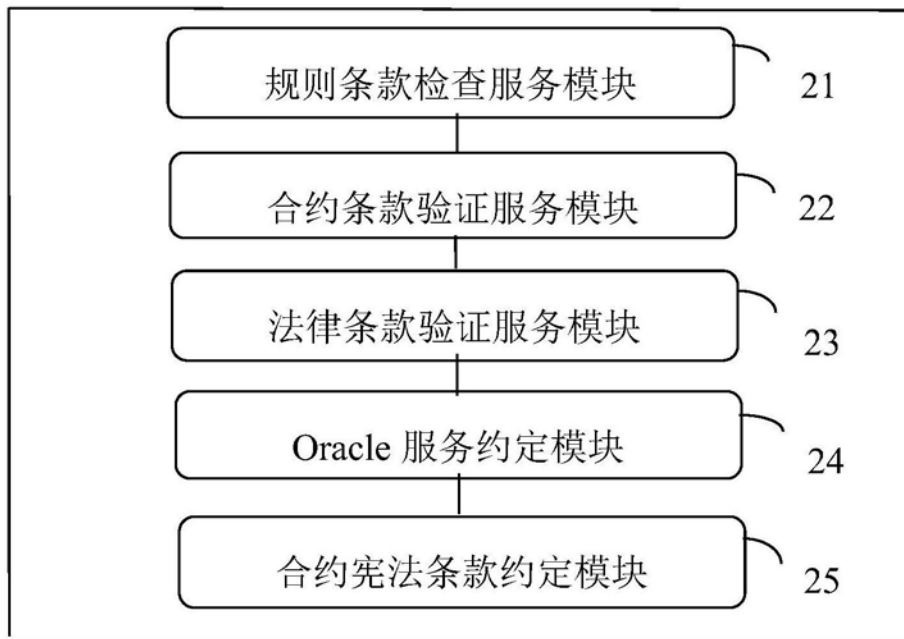 规则条款检查服务模块
21
合约条款验证服务模块
22
法律条款验证服务模块
23
Oracle 服务约定模块
24
合约宪法条款约定模块
25